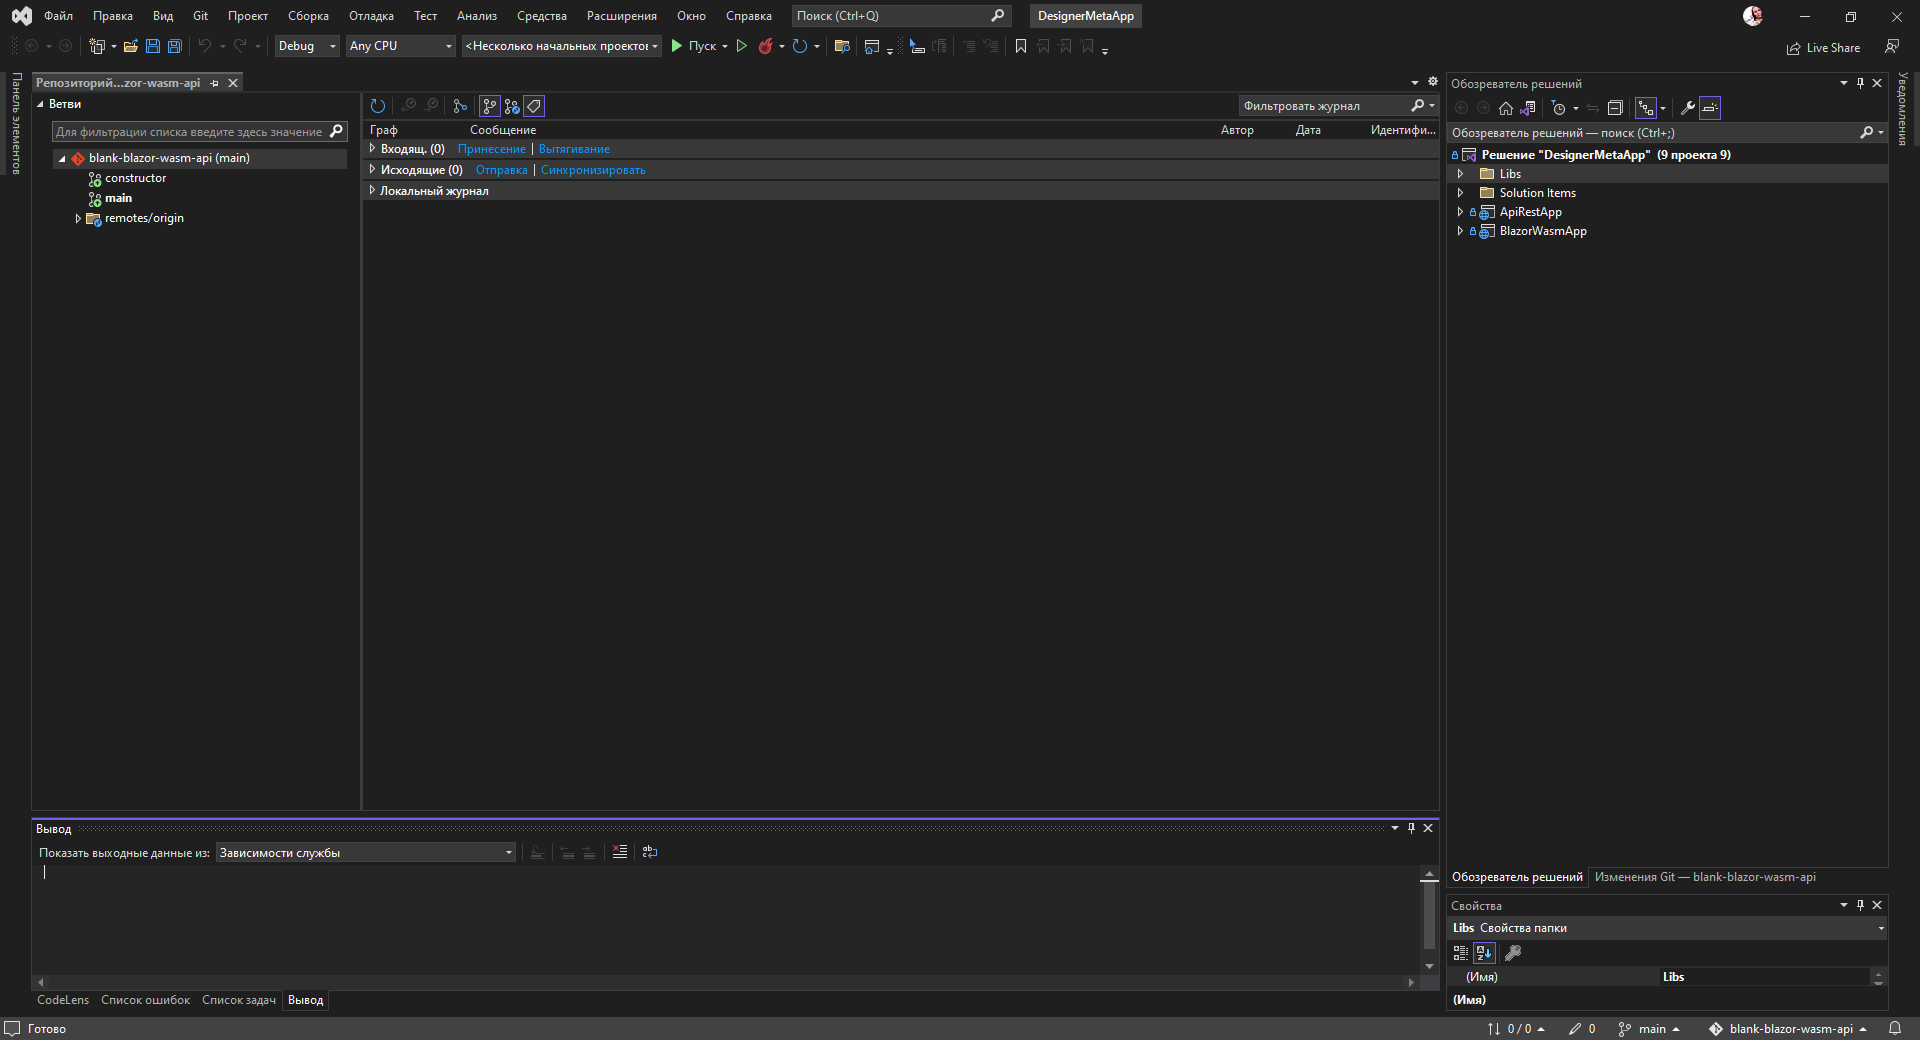 Файл Правка Вид Git Проект Сборка Отладка Тест Анализ Средства Расширения Окно Справка Поиск (Ctrl+Q) DesignerMetaApp
Debug Any CPU <Несколько начальных проектов Пуск Live Share
Панель элементов
Репозиторий...zor-wasm-api
Ветви
Для фильтрации списка введите здесь значение
blank-blazor-wasm-api (main)
constructor
main
remotes/origin
Фильтровать журнал
Граф Сообщение Автор Дата Идентифи...
Входящ. (0) Принесение | Вытягивание
Исходящие (0) Отправка | Синхронизировать
Локальный журнал
Обозреватель решений
Обозреватель решений — поиск (Ctrl+;)
Решение "DesignerMetaApp" (9 проекта 9)
Libs
Solution Items
ApiRestApp
BlazorWasmApp
Уведомления
Вывод
Показать выходные данные из: Зависимости службы
CodeLens Список ошибок Список задач Вывод
Обозреватель решений Изменения Git — blank-blazor-wasm-api
Свойства
Libs Свойства папки
(Имя) Libs
(Имя)
Готово 0 / 0 0 main blank-blazor-wasm-api